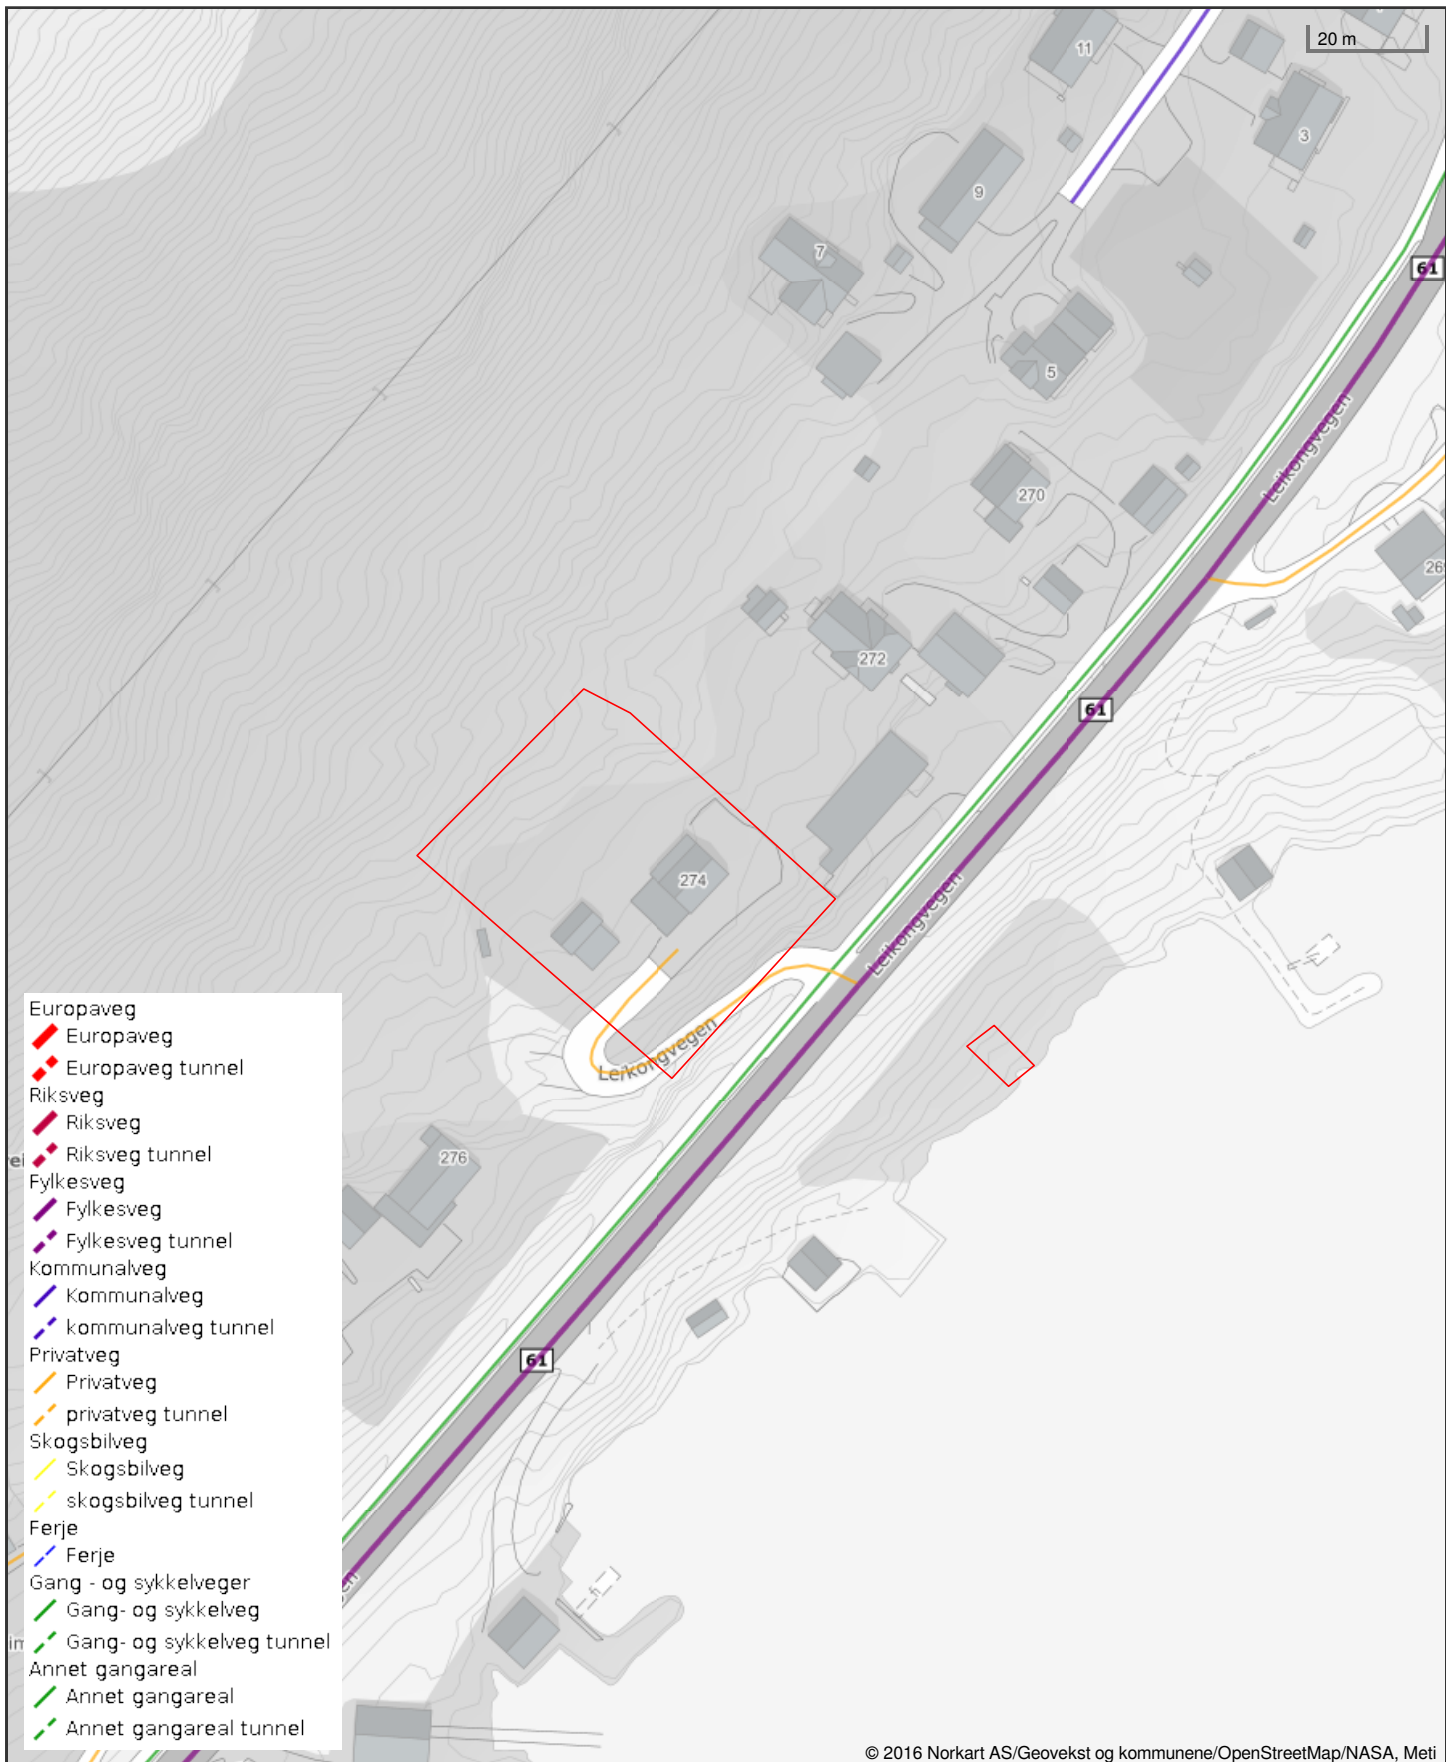 20 m
11
3
9
7
61
5
Leikongvegen
270
272
61
274
Leikongvegen
Leikongvegen
276
61
Europaveg
Europaveg
Europaveg tunnel
Riksveg
Riksveg
Riksveg tunnel
Fylkesveg
Fylkesveg
Fylkesveg tunnel
Kommunalveg
Kommunalveg
kommunalveg tunnel
Privatveg
Privatveg
privatveg tunnel
Skogsbilveg
Skogsbilveg
skogsbilveg tunnel
Ferje
Ferje
Gang - og sykkelveger
Gang- og sykkelveg
Gang- og sykkelveg tunnel
Annet gangareal
Annet gangareal
Annet gangareal tunnel
© 2016 Norkart AS/Geovekst og kommunene/OpenStreetMap/NASA, Meti